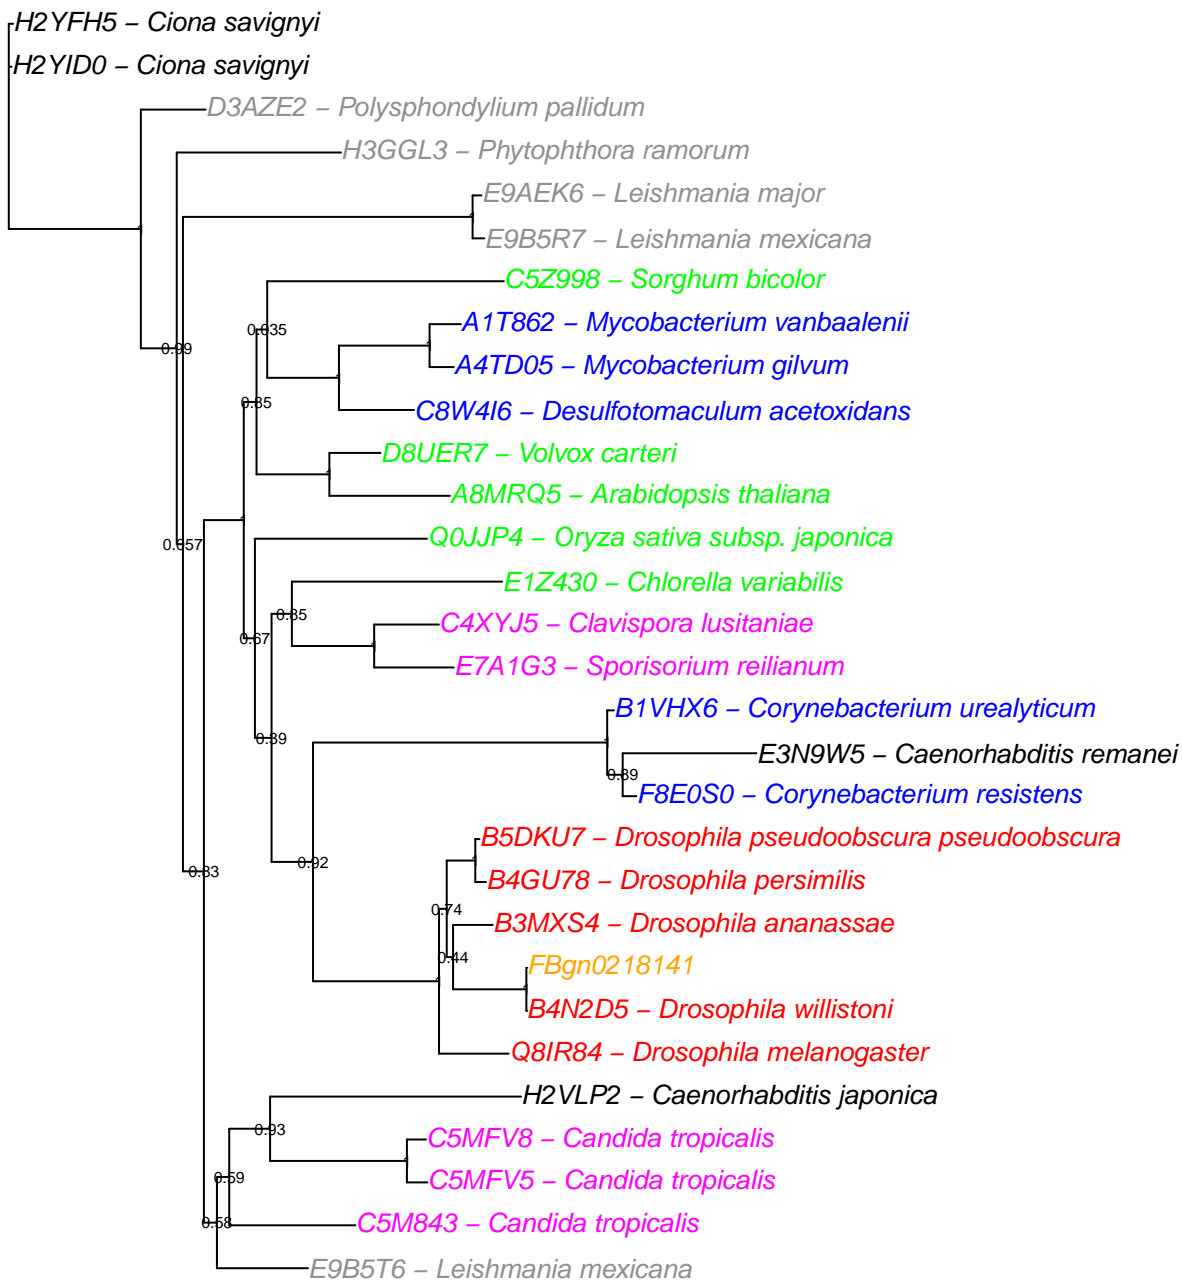 H2YFH5 – Ciona savignyi
H2YID0 – Ciona savignyi
D3AZE2 – Polysphondylium pallidum
H3GGL3 – Phytophthora ramorum
0.99
E9AEK6 – Leishmania major
E9B5R7 – Leishmania mexicana
0.057
C5Z998 – Sorghum bicolor
0.035
A1T862 – Mycobacterium vanbaalenii
A4TD05 – Mycobacterium gilvum
C8W4I6 – Desulfotomaculum acetoxidans
0.85
D8UER7 – Volvox carteri
A8MRQ5 – Arabidopsis thaliana
Q0JJP4 – Oryza sativa subsp. japonica
0.67
E1Z430 – Chlorella variabilis
0.85
C4XYJ5 – Clavispora lusitaniae
E7A1G3 – Sporisorium reilianum
0.89
B1VHX6 – Corynebacterium urealyticum
E3N9W5 – Caenorhabditis remanei
0.89
F8E0S0 – Corynebacterium resistens
0.92
B5DKU7 – Drosophila pseudoobscura pseudoobscura
B4GU78 – Drosophila persimilis
0.74
B3MXS4 – Drosophila ananassae
0.44
FBgn0218141
B4N2D5 – Drosophila willistoni
Q8IR84 – Drosophila melanogaster
0.83
H2VLP2 – Caenorhabditis japonica
0.93
C5MFV8 – Candida tropicalis
C5MFV5 – Candida tropicalis
0.59
C5M843 – Candida tropicalis
0.58
E9B5T6 – Leishmania mexicana